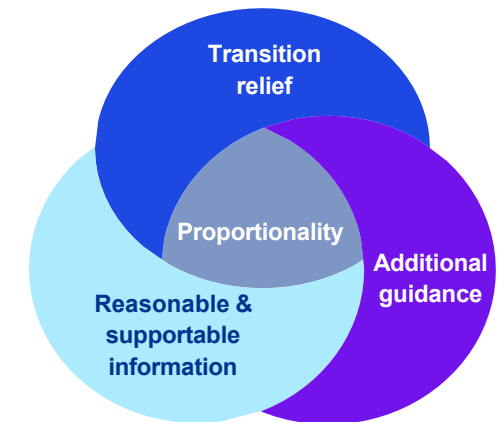 Transition
relief
Proportionality
Additional
guidance
Reasonable &
supportable
information